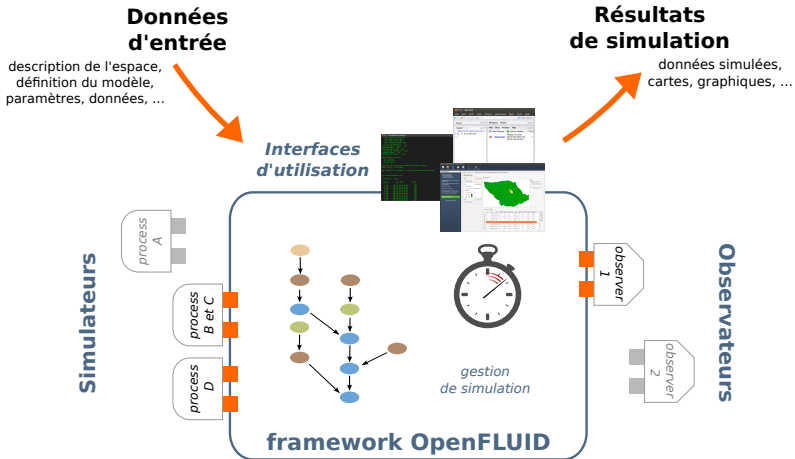 Données
d'entrée
description de l'espace,
définition du modèle,
paramètres, données, ...
Résultats
de simulation
données simulées,
cartes, graphiques, ...
Interfaces
d'utilisation
Simulateurs
process
A
process
B et C
process
D
observer
1
observer
2
Observateurs
gestion
de simulation
framework OpenFLUID